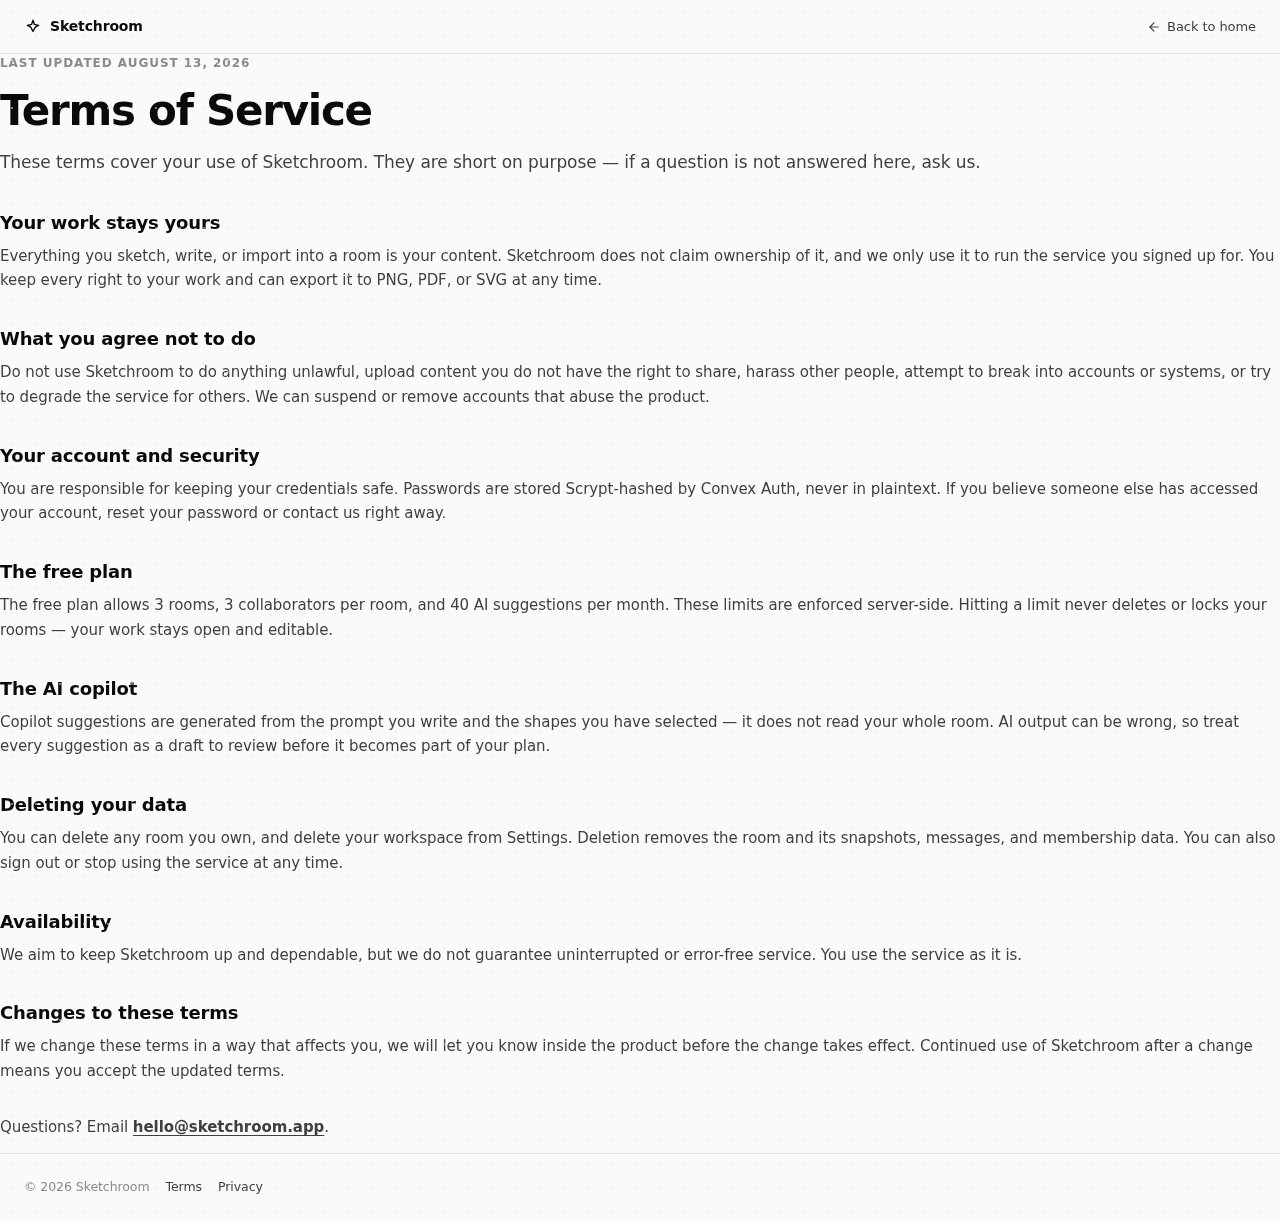 Sketchroom
Back to home
LAST UPDATED AUGUST 13, 2026
Terms of Service
These terms cover your use of Sketchroom. They are short on purpose — if a question is not answered here, ask us.
Your work stays yours
Everything you sketch, write, or import into a room is your content. Sketchroom does not claim ownership of it, and we only use it to run the service you signed up for. You
keep every right to your work and can export it to PNG, PDF, or SVG at any time.
What you agree not to do
Do not use Sketchroom to do anything unlawful, upload content you do not have the right to share, harass other people, attempt to break into accounts or systems, or try
to degrade the service for others. We can suspend or remove accounts that abuse the product.
Your account and security
You are responsible for keeping your credentials safe. Passwords are stored Scrypt-hashed by Convex Auth, never in plaintext. If you believe someone else has accessed
your account, reset your password or contact us right away.
The free plan
The free plan allows 3 rooms, 3 collaborators per room, and 40 AI suggestions per month. These limits are enforced server-side. Hitting a limit never deletes or locks your
rooms — your work stays open and editable.
The AI copilot
Copilot suggestions are generated from the prompt you write and the shapes you have selected — it does not read your whole room. AI output can be wrong, so treat
every suggestion as a draft to review before it becomes part of your plan.
Deleting your data
You can delete any room you own, and delete your workspace from Settings. Deletion removes the room and its snapshots, messages, and membership data. You can also
sign out or stop using the service at any time.
Availability
We aim to keep Sketchroom up and dependable, but we do not guarantee uninterrupted or error-free service. You use the service as it is.
Changes to these terms
If we change these terms in a way that affects you, we will let you know inside the product before the change takes effect. Continued use of Sketchroom after a change
means you accept the updated terms.
Questions? Email hello@sketchroom.app.
© 2026 Sketchroom Terms Privacy